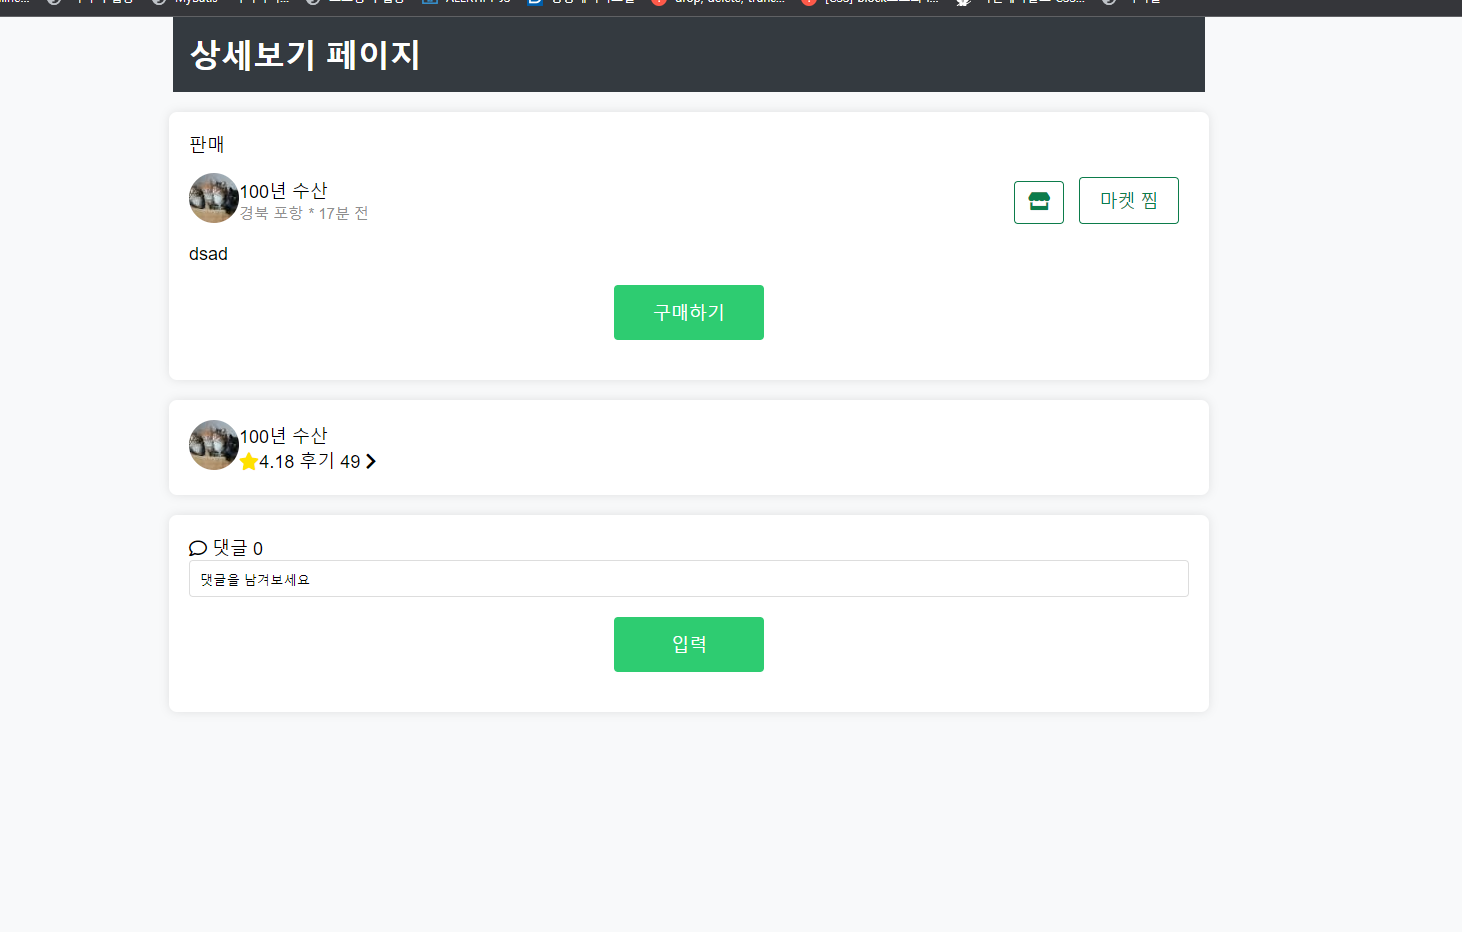 상세보기 페이지
판매
100년 수산
경북 포항 * 17분 전
마켓 찜
dsad
구매하기
100년 수산
4.18 후기 49
댓글 0
댓글을 남겨보세요
입력